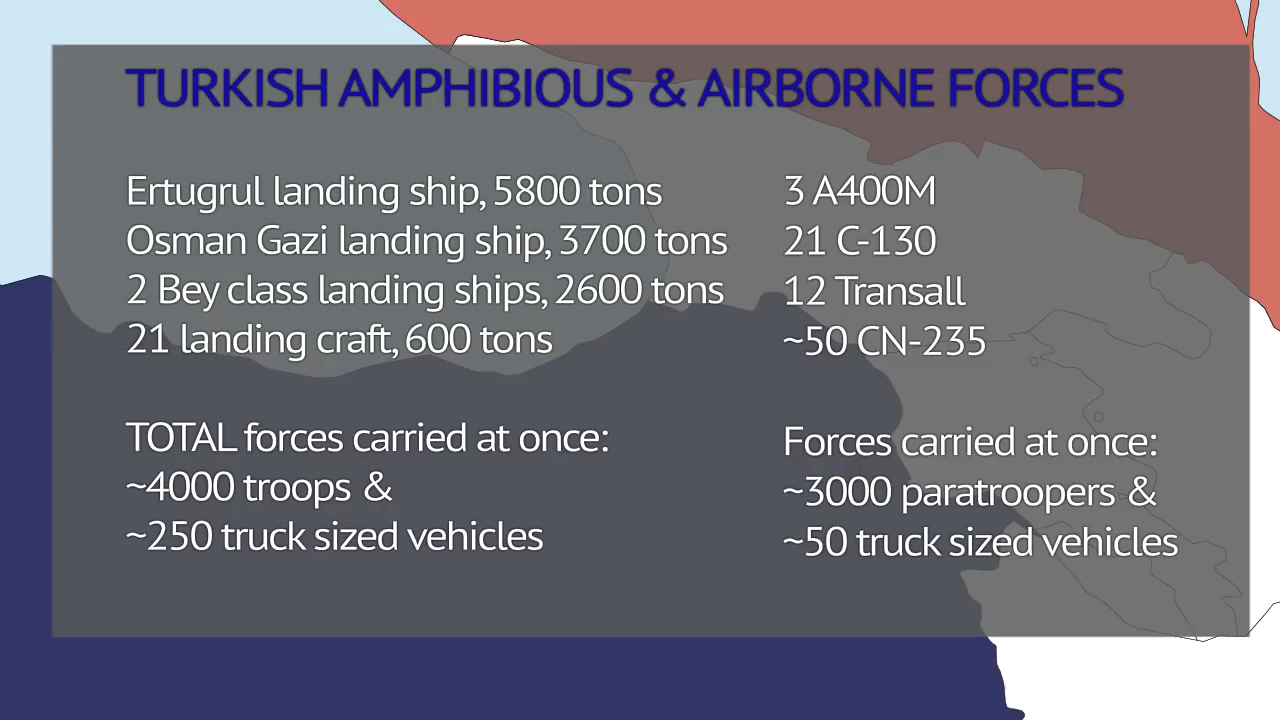 TURKISH AMPHIBIOUS & AIRBORNE FORCES
Ertugrul landing ship, 5800 tons
Osman Gazi landing ship, 3700 tons
2 Bey class landing ships, 2600 tons
21 landing craft, 600 tons
TOTAL forces carried at once:
~4000 troops &
~250 truck sized vehicles
3 A400M
21 C-130
12 Transall
~50 CN-235
Forces carried at once:
~3000 paratroopers &
~50 truck sized vehicles